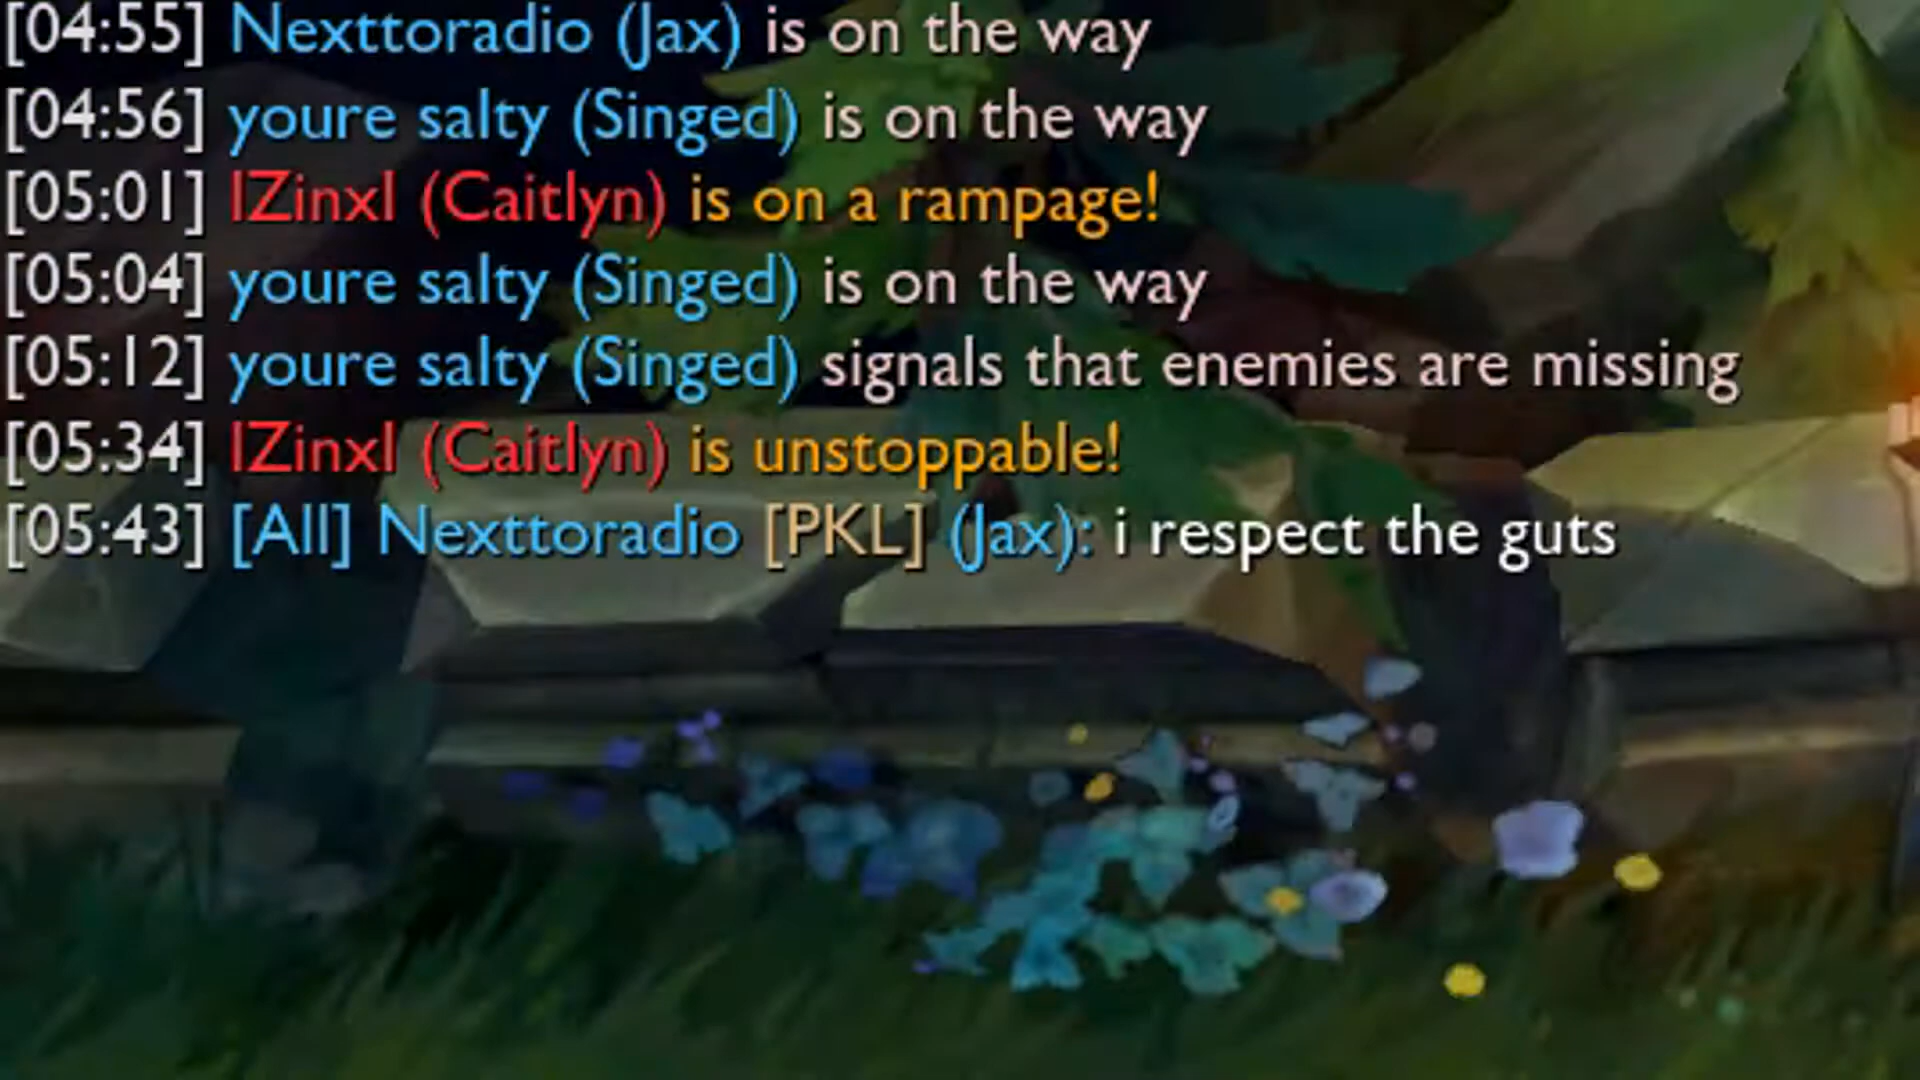 [04:55] Nexttoradio (Jax) is on the way
[04:56] youre salty (Singed) is on the way
[05:01] lZinxl (Caitlyn) is on a rampage!
[05:04] youre salty (Singed) is on the way
[05:12] youre salty (Singed) signals that enemies are missing
[05:34] lZinxl (Caitlyn) is unstoppable!
[05:43] [All] Nexttoradio [PKL] (Jax): i respect the guts